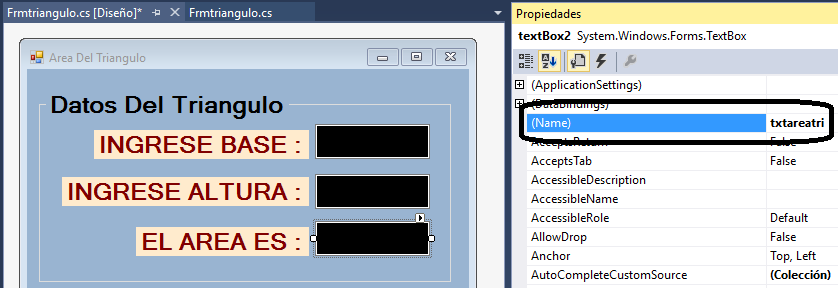 Frmtriangulo.cs [Diseño]*
Frmtriangulo.cs
Area Del Triangulo
Datos Del Triangulo
INGRESE BASE :
INGRESE ALTURA :
EL AREA ES :
Propiedades
textBox2 System.Windows.Forms.TextBox
(ApplicationSettings)
(DataBindings)
(Name) txtareatri
AcceptsReturn False
AcceptsTab False
AccessibleDescription
AccessibleName
AccessibleRole Default
AllowDrop False
Anchor Top, Left
AutoCompleteCustomSource (Colección)